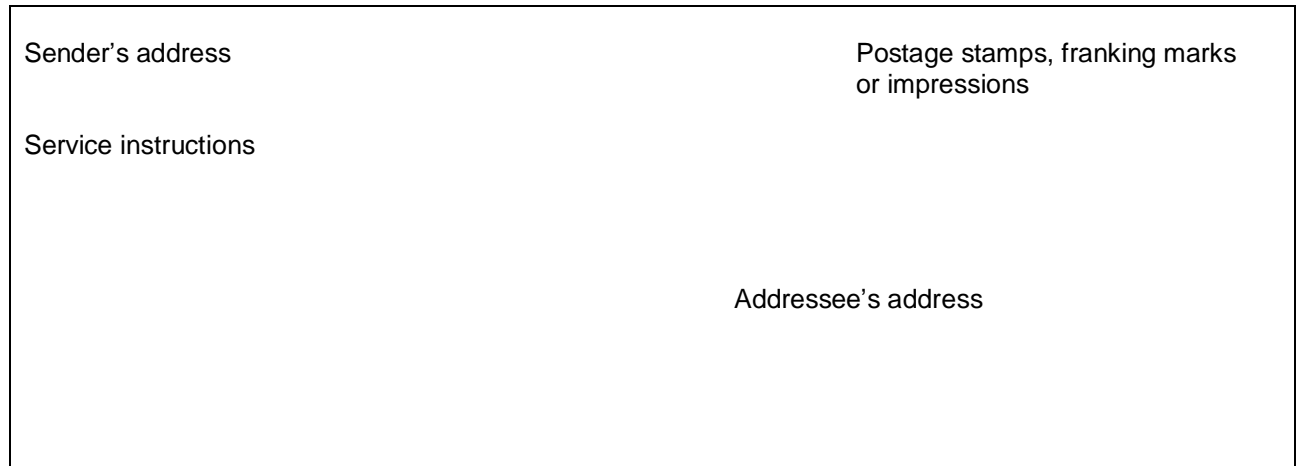 Sender’s address
Postage stamps, franking marks
or impressions
Service instructions
Addressee’s address